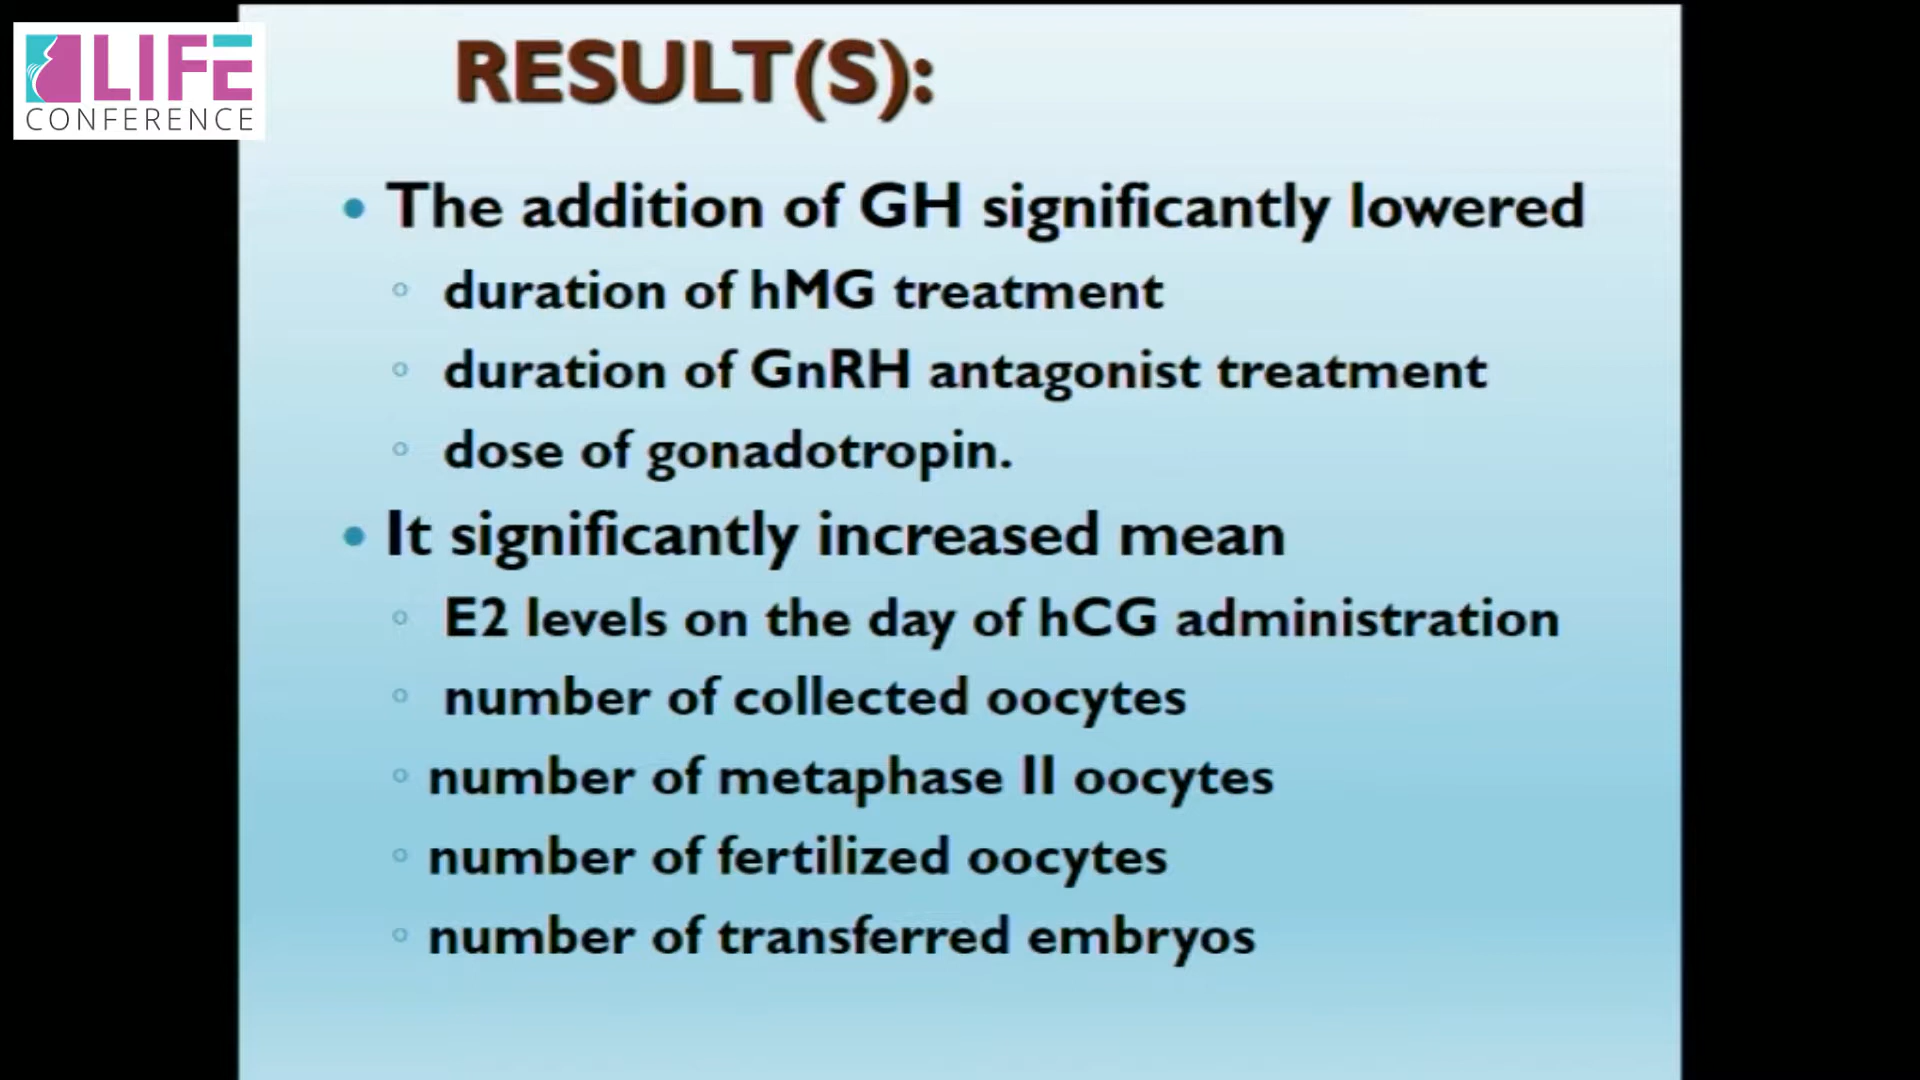 LIFE
CONFERENCE
RESULT(S):
• The addition of GH significantly lowered
◦ duration of hMG treatment
◦ duration of GnRH antagonist treatment
◦ dose of gonadotropin.
• It significantly increased mean
◦ E2 levels on the day of hCG administration
◦ number of collected oocytes
◦ number of metaphase II oocytes
◦ number of fertilized oocytes
◦ number of transferred embryos